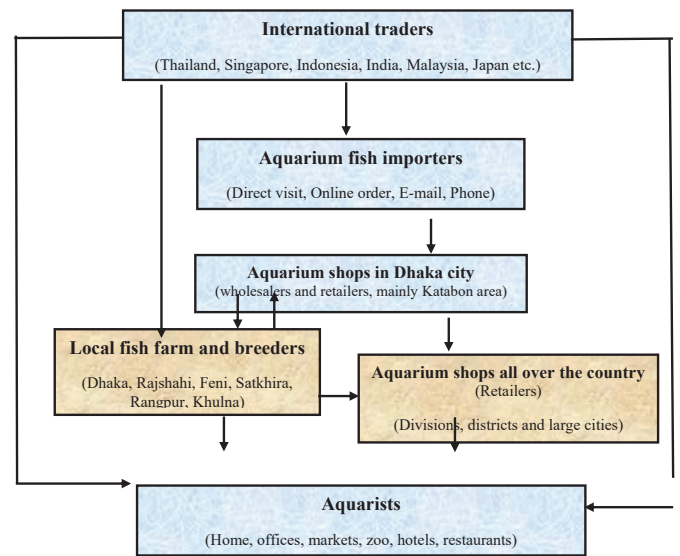 International traders
(Thailand, Singapore, Indonesia, India, Malaysia, Japan etc.)
Aquarium fish importers
(Direct visit, Online order, E-mail, Phone)
Aquarium shops in Dhaka city
(wholesalers and retailers, mainly Katabon area)
Local fish farm and breeders
(Dhaka, Rajshahi, Feni, Satkhira,
Rangpur, Khulna)
Aquarium shops all over the country
(Retailers)
(Divisions, districts and large cities)
Aquarists
(Home, offices, markets, zoo, hotels, restaurants)